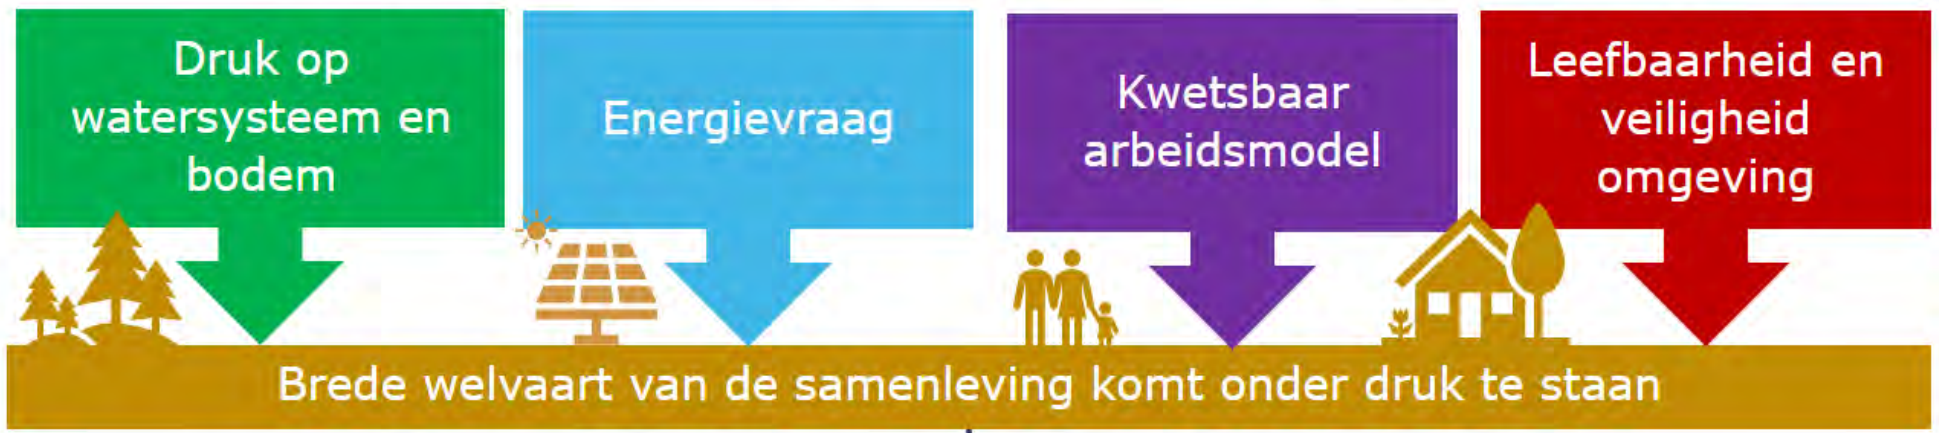 Druk op
watersysteem en
bodem
Energievraag
Kwetsbaar
arbeidsmodel
Leefbaarheid en
veiligheid
omgeving
Brede welvaart van de samenleving komt onder druk te staan